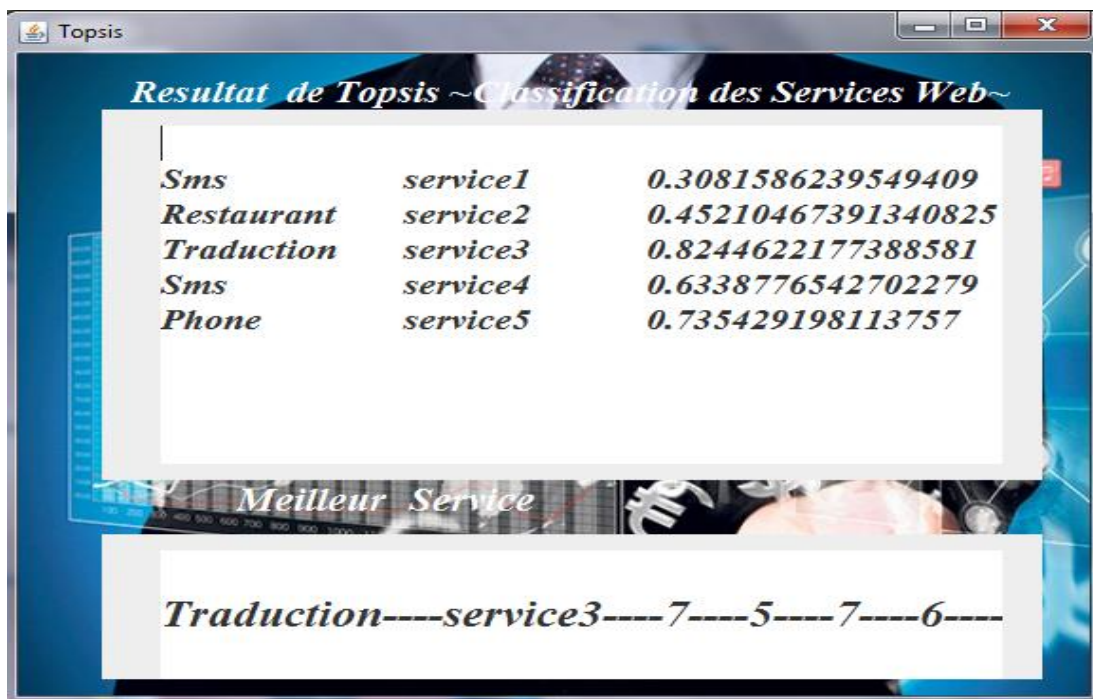 Topsis
Resultat de Topsis ~Classification des Services Web~
Sms service1 0.3081586239549409
Restaurant service2 0.45210467391340825
Traduction service3 0.8244622177388581
Sms service4 0.6338776542702279
Phone service5 0.735429198113757
Meilleur Service
Traduction----service3----7----5----7----6----